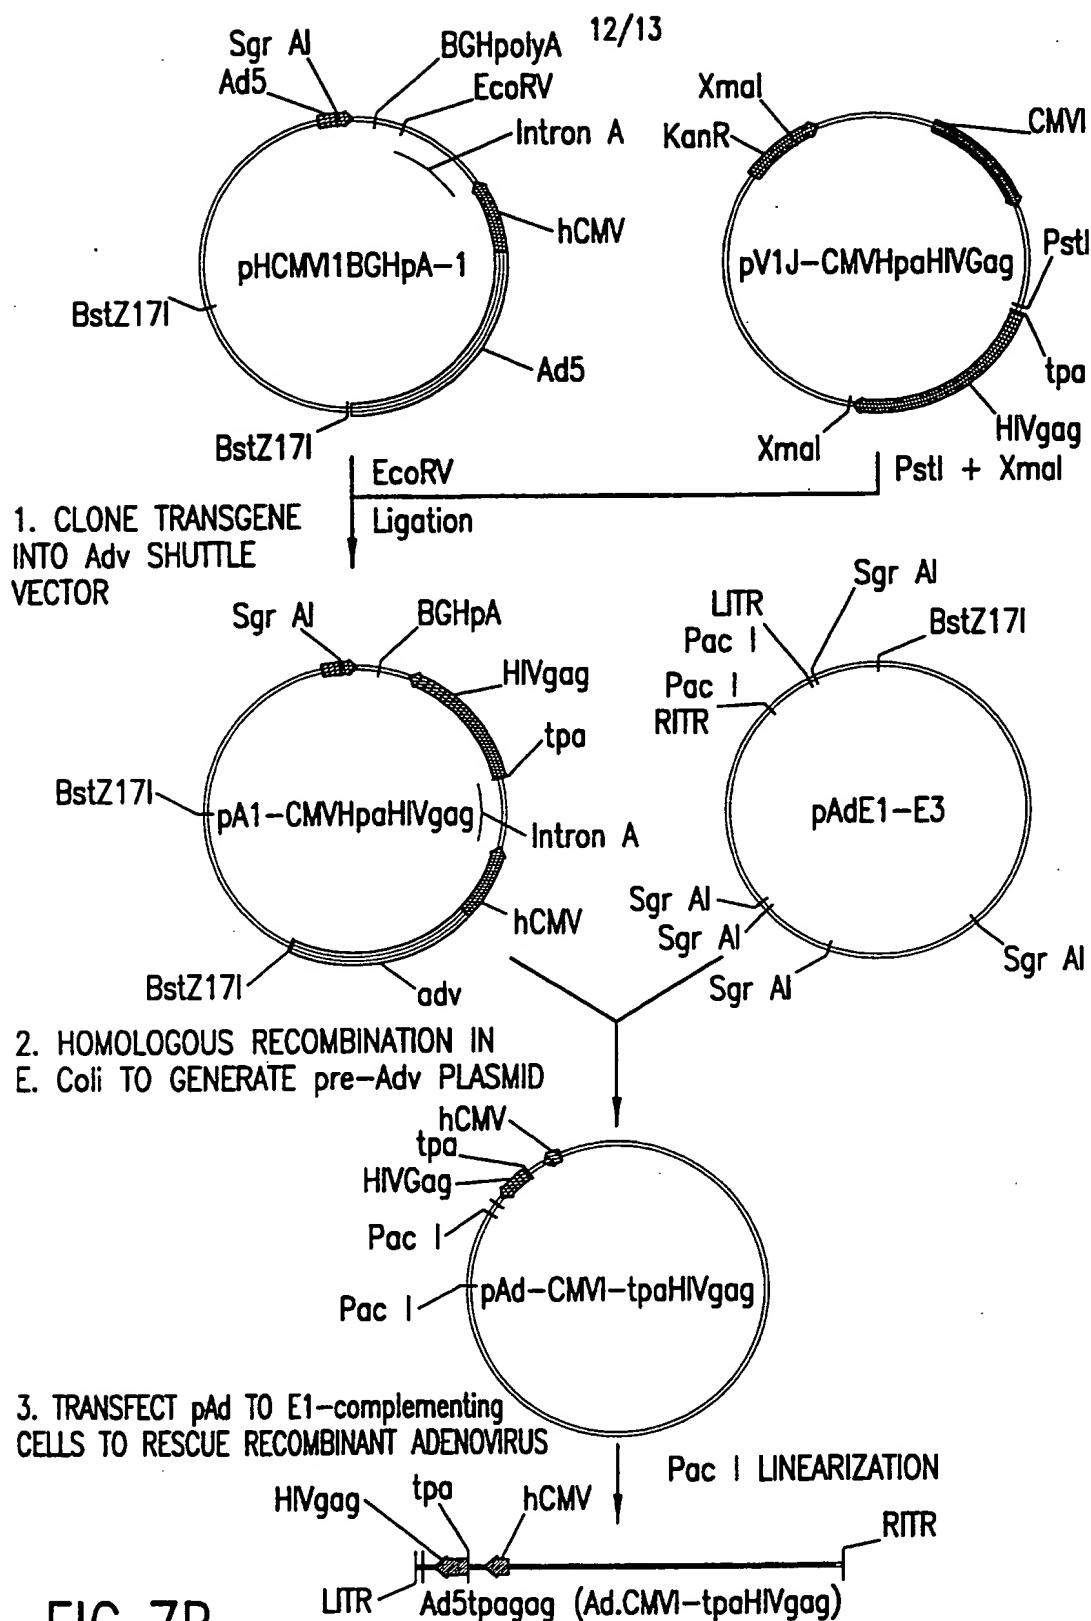 12/13
Sgr AI
Ad5
BGHpolyA
EcoRV
Intron A
hCMV
pHCMVI1BGHpA-1
BstZ17I
Ad5
BstZ17I
XmaI
KanR
CMVI
pV1J-CMVHpaHIVGag
PstI
tpa
HIVgag
XmaI
EcoRV
Ligation
PstI + XmaI
1. CLONE TRANSGENE
INTO Adv SHUTTLE
VECTOR
Sgr AI
BGHpA
HIVgag
tpa
BstZ17I
pA1-CMVHpaHIVgag
Intron A
hCMV
BstZ17I
adv
Sgr AI
LITR
Pac I
BstZ17I
Pac I
RITR
pAdE1-E3
Sgr AI
Sgr AI
Sgr AI
Sgr AI
2. HOMOLOGOUS RECOMBINATION IN
E. Coli TO GENERATE pre-Adv PLASMID
hCMV
tpa
HIVGag
Pac I
Pac I
pAd-CMVI-tpaHIVgag
3. TRANSFECT pAd TO E1-complementing
CELLS TO RESCUE RECOMBINANT ADENOVIRUS
Pac I LINEARIZATION
HIVgag
tpa
hCMV
RITR
LITR
Ad5tpagag (Ad.CMVI-tpaHIVgag)
FIG. 7B